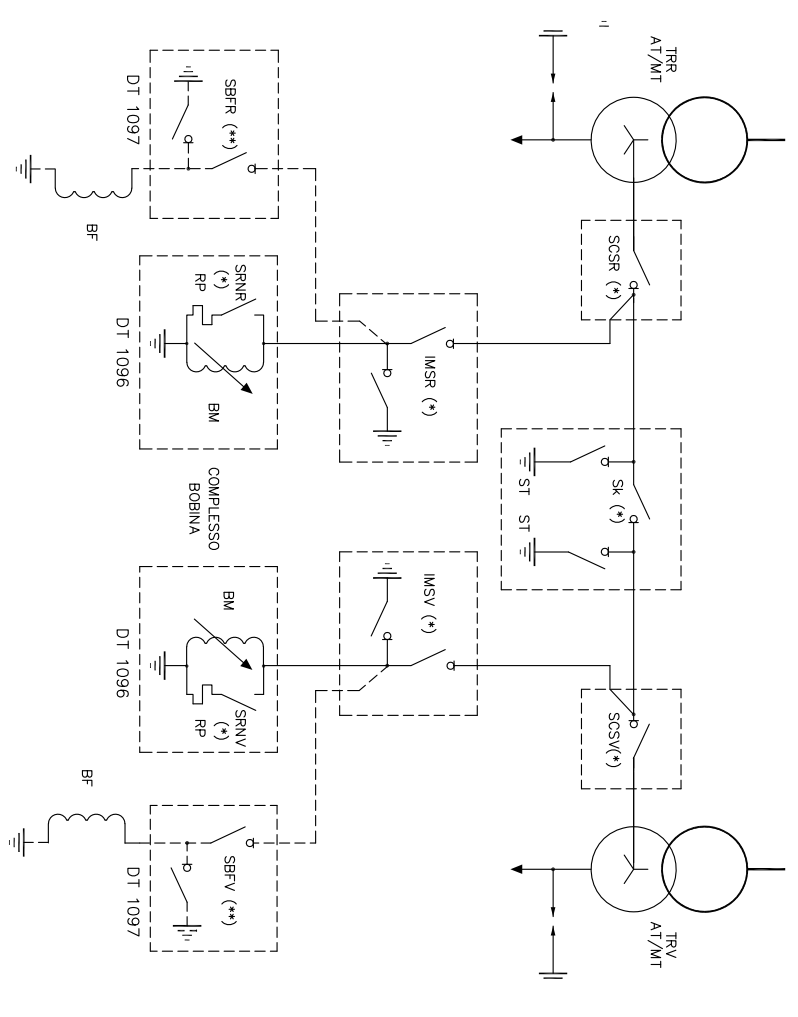 TRR
AT/MT
TRV
AT/MT
SCSR (*)
Sk (*)
SCSV(*)
ST
ST
IMSR (*)
IMSV (*)
SBFR (**)
SRNR
(*)
RP
BM
COMPLESSO
BOBINA
BM
SRNV
(*)
RP
SBFV (**)
DT 1097
DT 1096
DT 1096
DT 1097
BF
BF